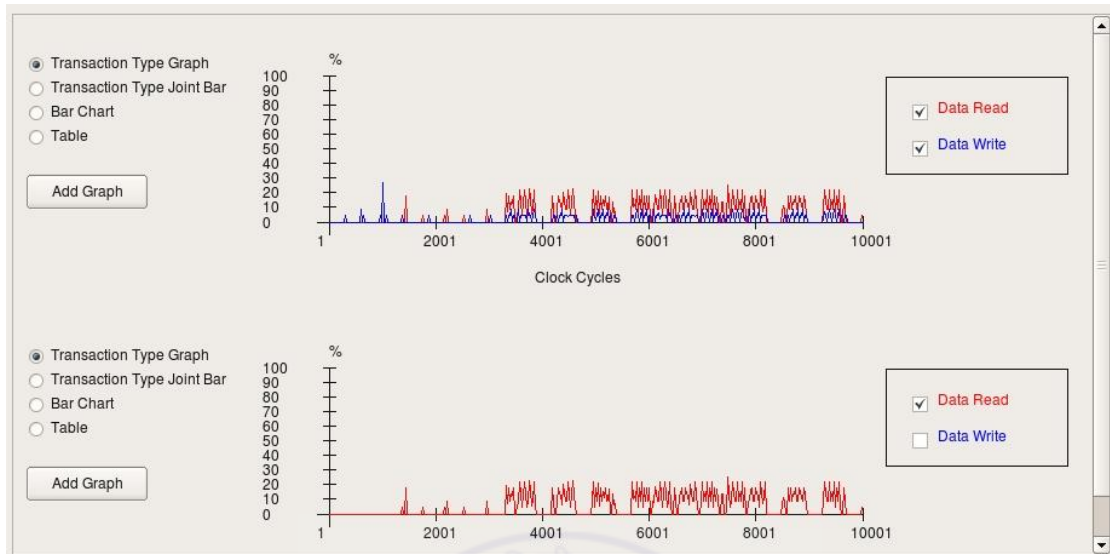 Transaction Type Graph
Transaction Type Joint Bar
Bar Chart
Table
Add Graph
%
100
90
80
70
60
50
40
30
20
10
0
1 2001 4001 6001 8001 10001
Clock Cycles
Data Read
Data Write
Transaction Type Graph
Transaction Type Joint Bar
Bar Chart
Table
Add Graph
%
100
90
80
70
60
50
40
30
20
10
0
1 2001 4001 6001 8001 10001
Data Read
Data Write